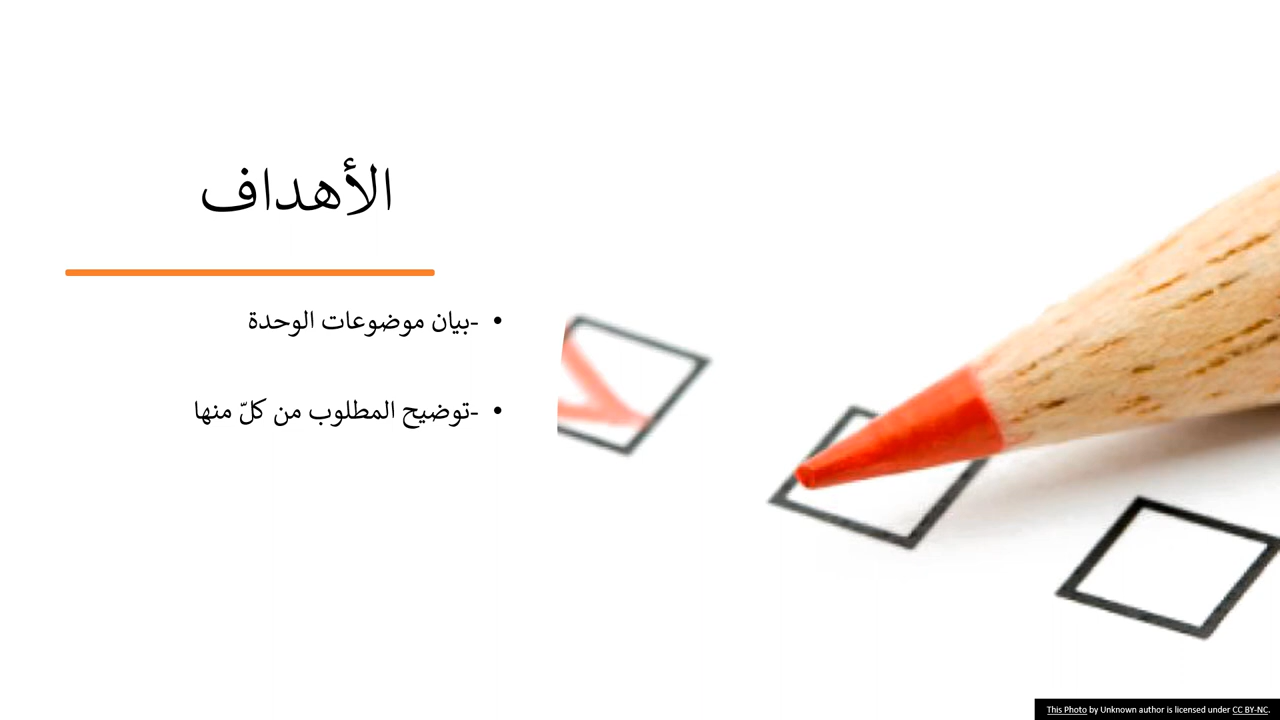 الأهداف
• -بيان موضوعات الوحدة
• -توضيح المطلوب من كلّ منها
This Photo by Unknown author is licensed under CC BY-NC.